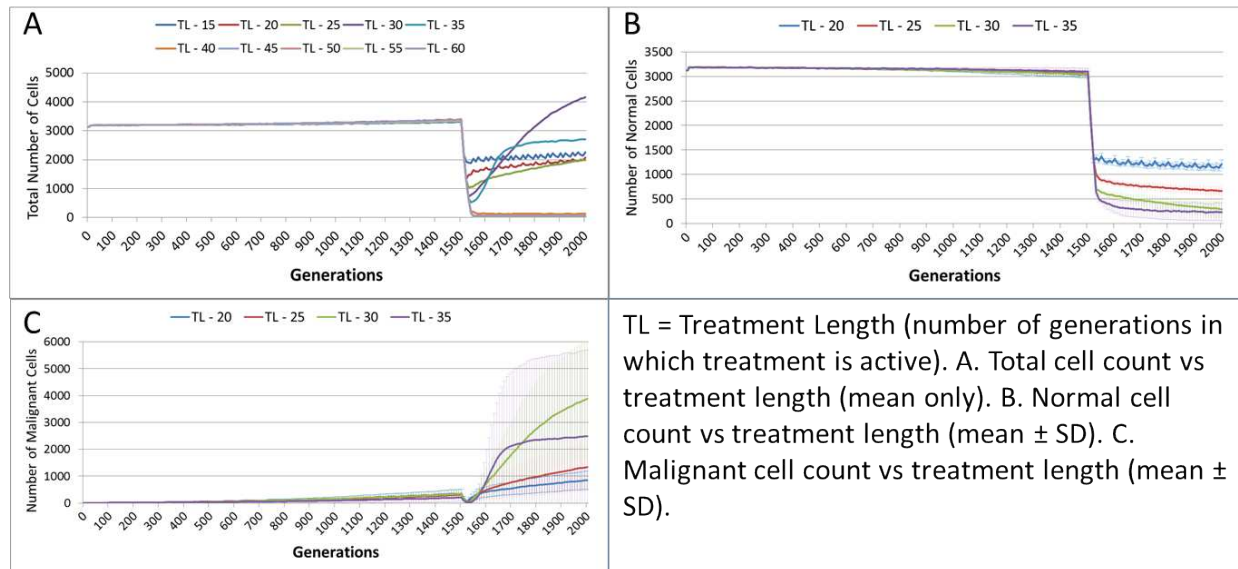 A
TL - 15 TL - 20 TL - 25 TL - 30 TL - 35
TL - 40 TL - 45 TL - 50 TL - 55 TL - 60
Total Number of Cells
5000
4000
3000
2000
1000
0
0 100 200 300 400 500 600 700 800 900 1000 1100 1200 1300 1400 1500 1600 1700 1800 1900 2000
Generations
B
TL - 20 TL - 25 TL - 30 TL - 35
Number of Normal Cells
3500
3000
2500
2000
1500
1000
500
0
0 100 200 300 400 500 600 700 800 900 1000 1100 1200 1300 1400 1500 1600 1700 1800 1900 2000
Generations
C
TL - 20 TL - 25 TL - 30 TL - 35
Number of Malignant Cells
6000
5000
4000
3000
2000
1000
0
0 100 200 300 400 500 600 700 800 900 1000 1100 1200 1300 1400 1500 1600 1700 1800 1900 2000
Generations
TL = Treatment Length (number of generations in
which treatment is active). A. Total cell count vs
treatment length (mean only). B. Normal cell
count vs treatment length (mean ± SD). C.
Malignant cell count vs treatment length (mean ±
SD).